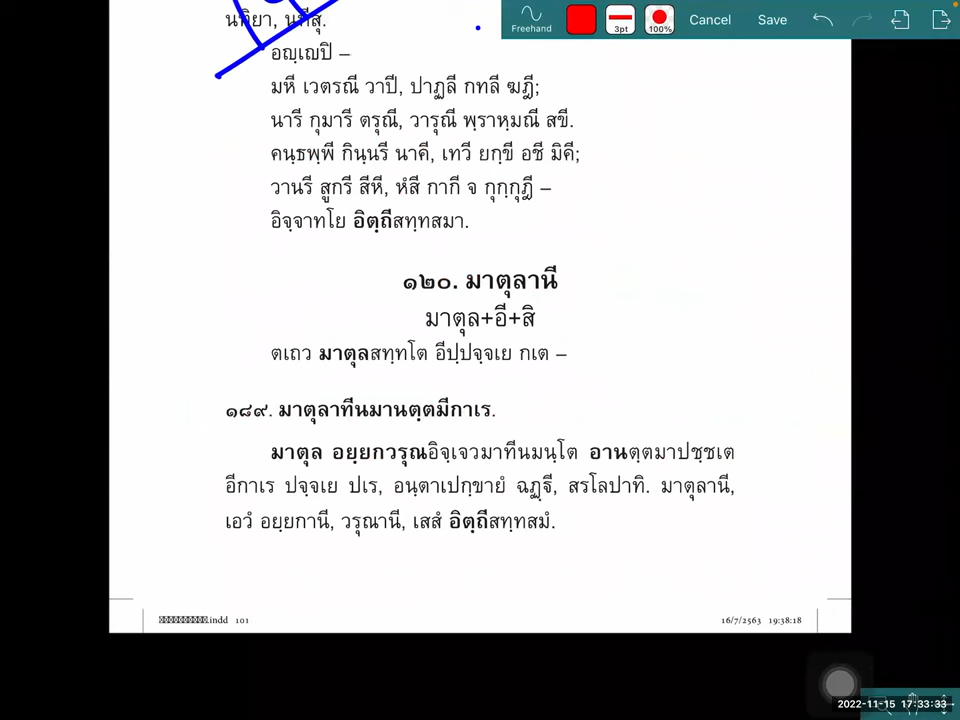 นทิยา, นทีสุ.
Freehand
3pt
100%
Cancel
Save
อญฺเญปิ –
มหี เวตรณี วาปี, ปาฏลี กทลี ฆฏี;
นารี กุมารี ตรุณี, วารุณี พฺราหฺมณี สขี.
คนฺธพฺพี กินฺนรี นาคี, เทวี ยกฺขี อชี มิคี;
วานรี สูกรี สีหี, หํสี กากี จ กุกฺกุฏี –
อิจฺจาทโย อิตฺถีสทฺทสมา.
๑๒๐. มาตุลานี
มาตุล+อี+สิ
ตเถว มาตุลสทฺทโต อีปฺปจฺจเย กเต –
๑๘๙. มาตุลาทีนมานตฺตมีกาเร.
มาตุล อยฺยกวรุณอิจฺเจวมาทีนมนฺโต อานตฺตมาปชฺชเต
อีกาเร ปจฺจเย ปเร, อนฺตาเปกฺขายํ ฉฏฺฐี, สรโลปาทิ. มาตุลานี,
เอวํ อยฺยกานี, วรุณานี, เสสํ อิตฺถีสทฺทสมํ.
.indd 101
16/7/2563 19:38:18
2022-11-15 17:33:33